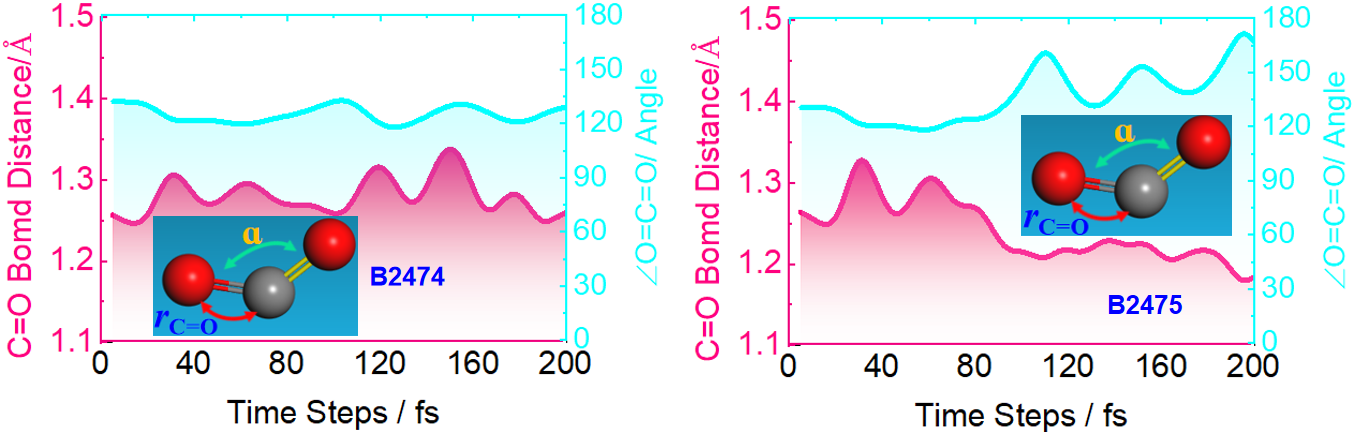 C=O Bomd Distance/Å
1.5
1.4
1.3
1.2
1.1
180
150
120
90
60
30
0
∠O=C=O/ Angle
α
rC=O
B2474
0 40 80 120 160 200
Time Steps / fs
C=O Bomd Distance/Å
1.5
1.4
1.3
1.2
1.1
180
150
120
90
60
30
0
∠O=C=O/ Angle
α
rC=O
B2475
0 40 80 120 160 200
Time Steps / fs